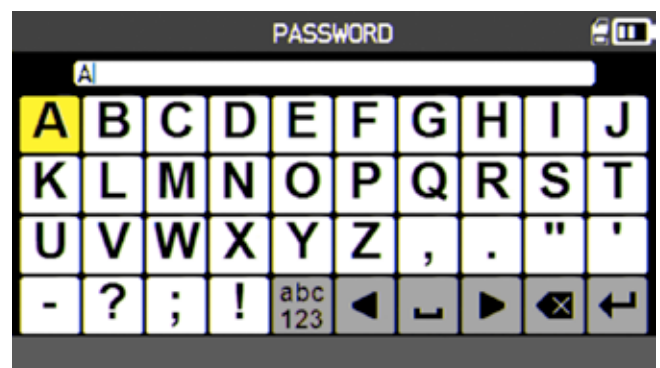 PASSWORD
A
A B C D E F G H I J
K L M N O P Q R S T
U V W X Y Z , . " '
- ? ; ! abc
123